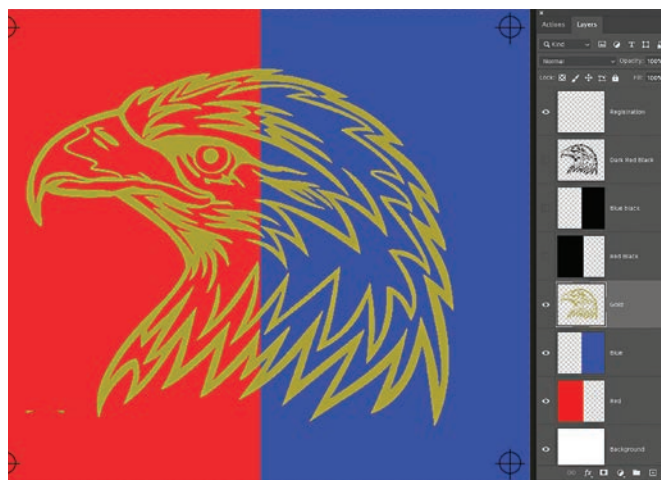 Actions Layers
Kind
Normal Opacity: 100%
Lock: Fill: 100%
Registration
Dark Red Black
Blue black
Red Black
Gold
Blue
Red
Background
fx